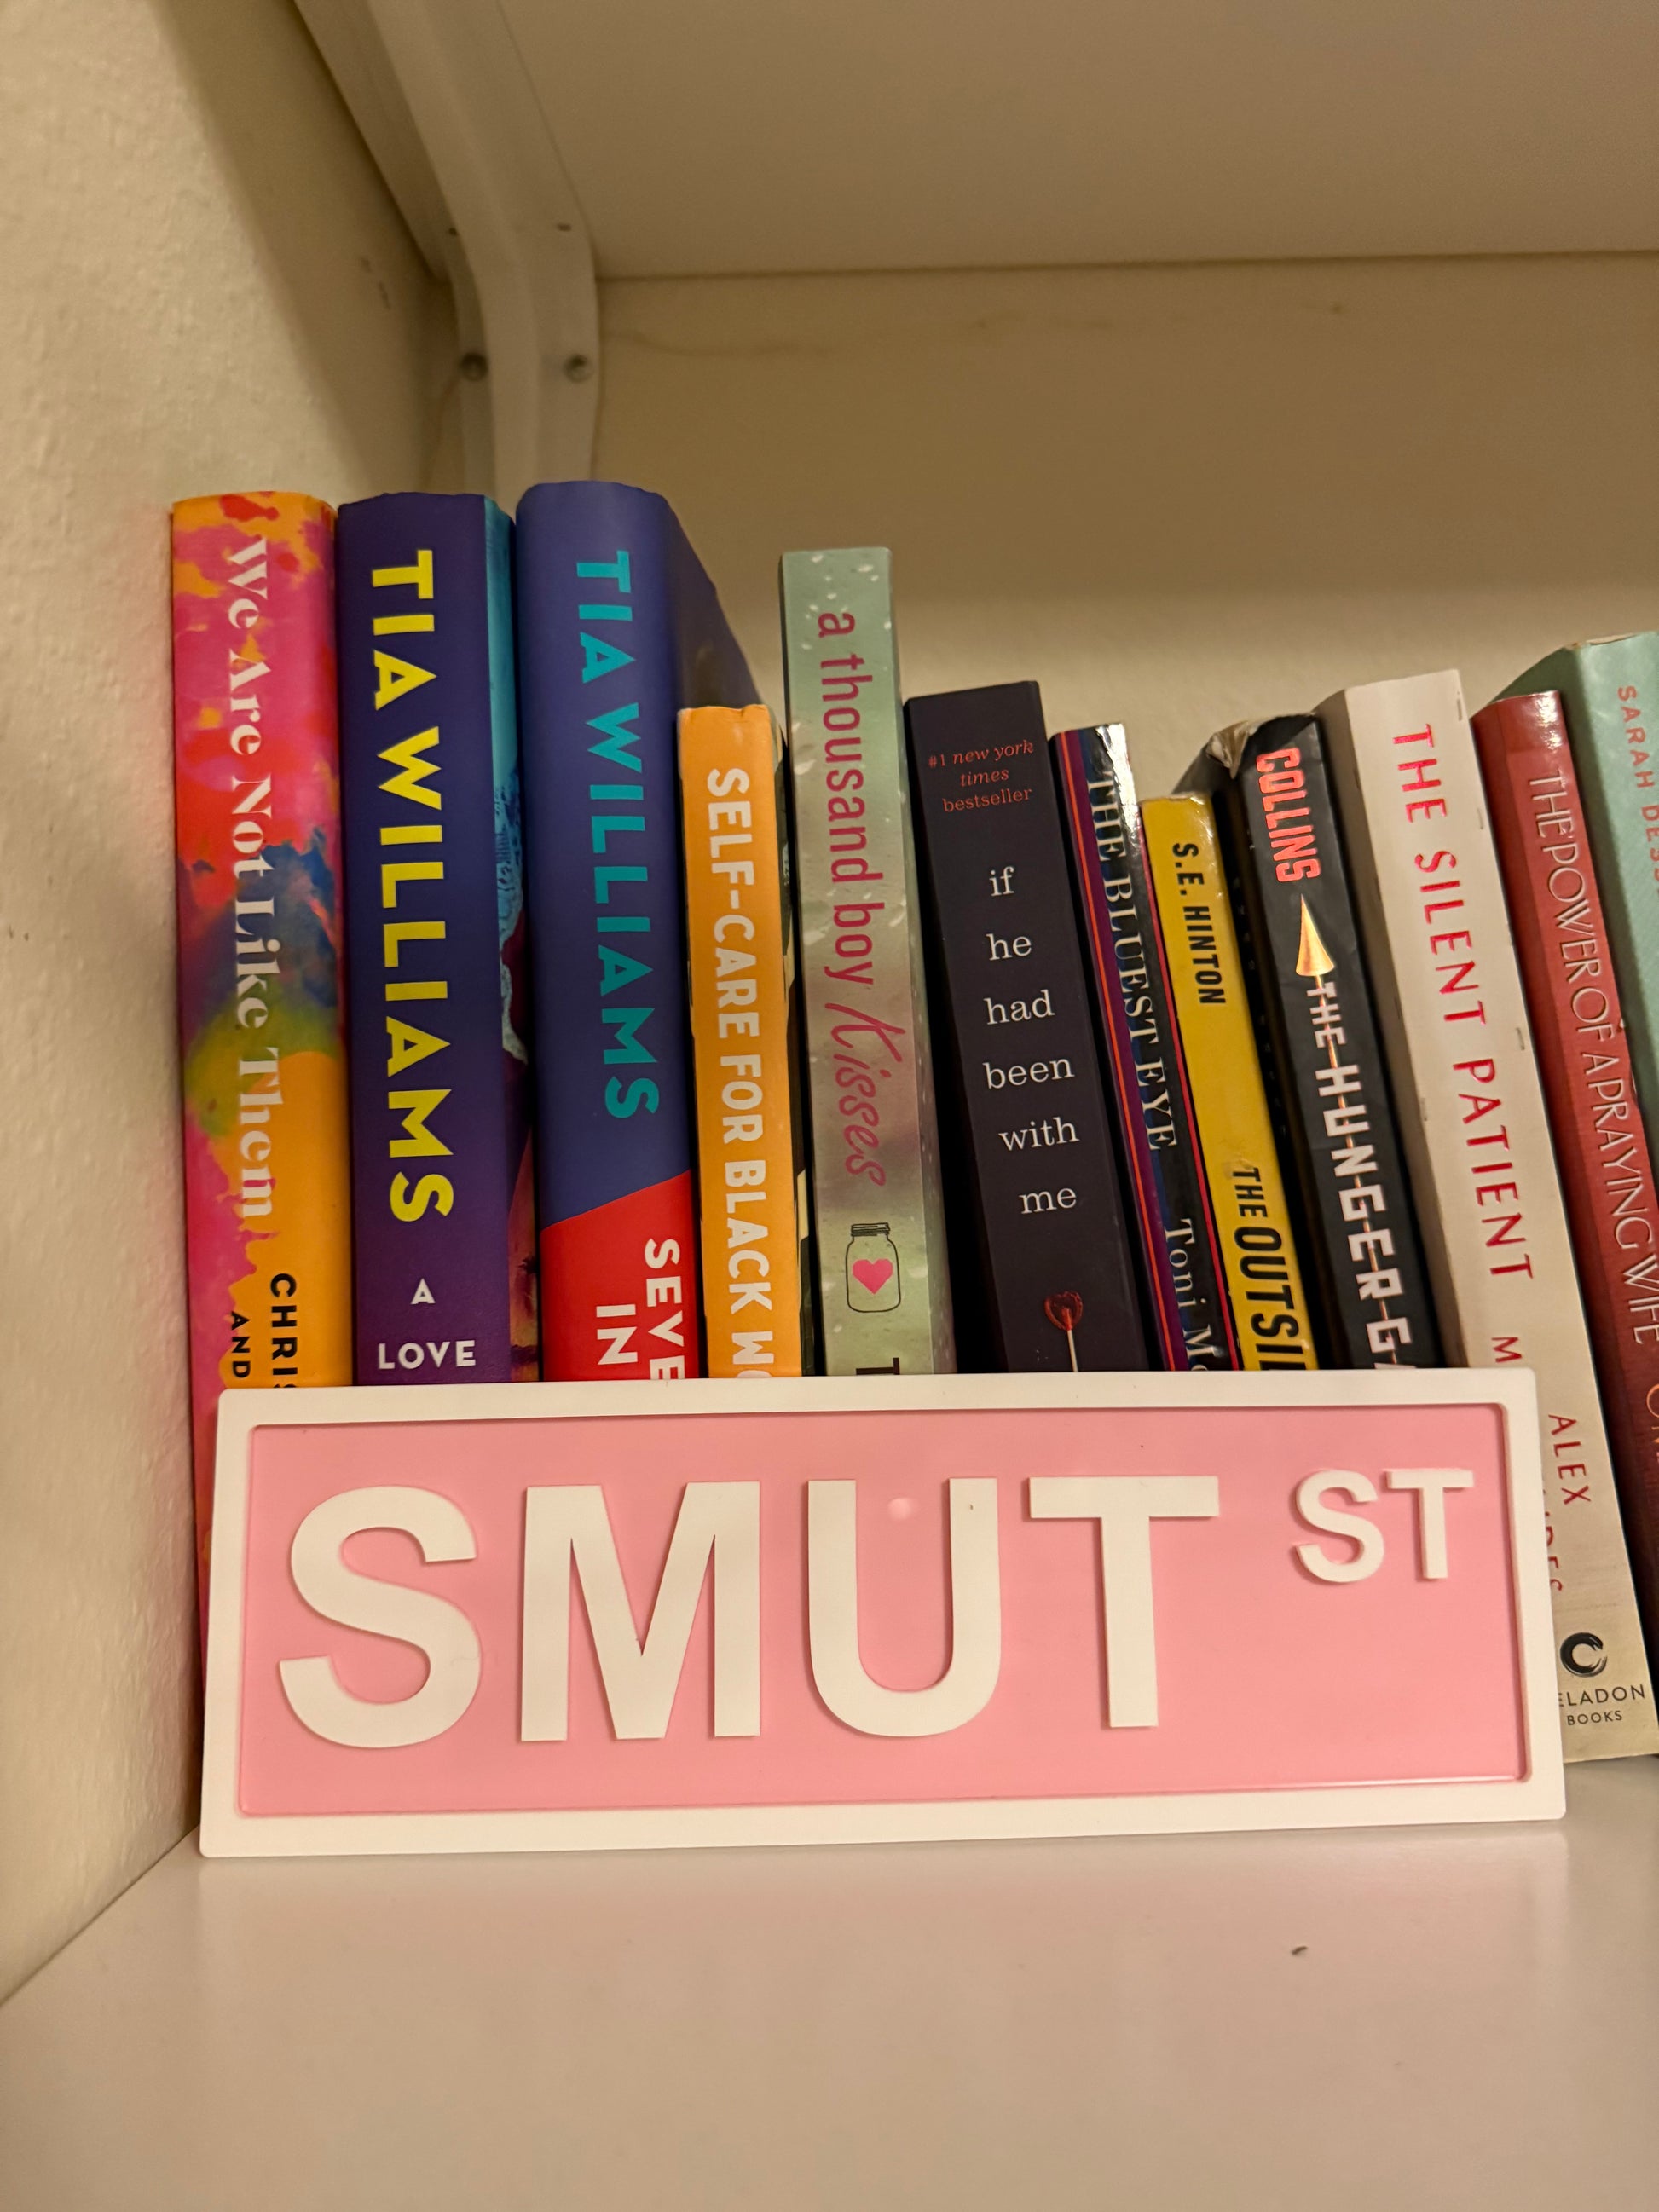 We Are Not Like Them
CHRIS
AND
TIA WILLIAMS
A
LOVE
TIA WILLIAMS
SEVE
IN
SELF-CARE FOR BLACK WO
a thousand boy Kisses
#1 new york
times
bestseller
if
he
had
been
with
me
THE BLUEST EYE Toni Mo
S.E. HINTON THE OUTSI
COLLINS THE HUNGER GA
THE SILENT PATIENT
ALEX
ELADON
BOOKS
THE POWER OF A PRAYING WIFE
SARAH DESS
SMUT ST